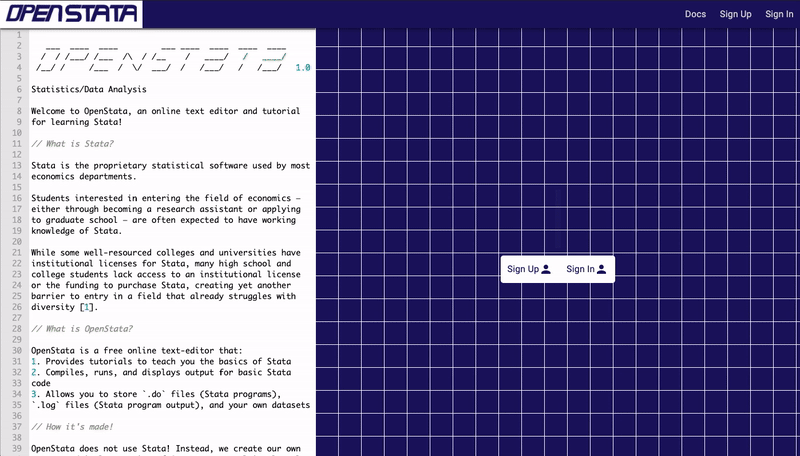 OPENSTATA
Docs
Sign Up
Sign In
1
2
3
4
1.0
5
6
Statistics/Data Analysis
7
8
Welcome to OpenStata, an online text editor and tutorial
9
for learning Stata!
10
11
// What is Stata?
12
13
Stata is the proprietary statistical software used by most
14
economics departments.
15
16
Students interested in entering the field of economics –
17
either through becoming a research assistant or applying
18
to graduate school – are often expected to have working
19
knowledge of Stata.
20
21
While some well-resourced colleges and universities have
22
institutional licenses for Stata, many high school and
23
college students lack access to an institutional license
24
or the funding to purchase Stata, creating yet another
25
barrier to entry in a field that already struggles with
26
diversity [1].
27
28
// What is OpenStata?
29
30
OpenStata is a free online text-editor that:
31
1. Provides tutorials to teach you the basics of Stata
32
2. Compiles, runs, and displays output for basic Stata
33
code
34
3. Allows you to store `.do` files (Stata programs),
35
`.log` files (Stata program output), and your own datasets
36
37
// How it's made!
38
39
OpenStata does not use Stata! Instead, we create our own
Sign Up
Sign In